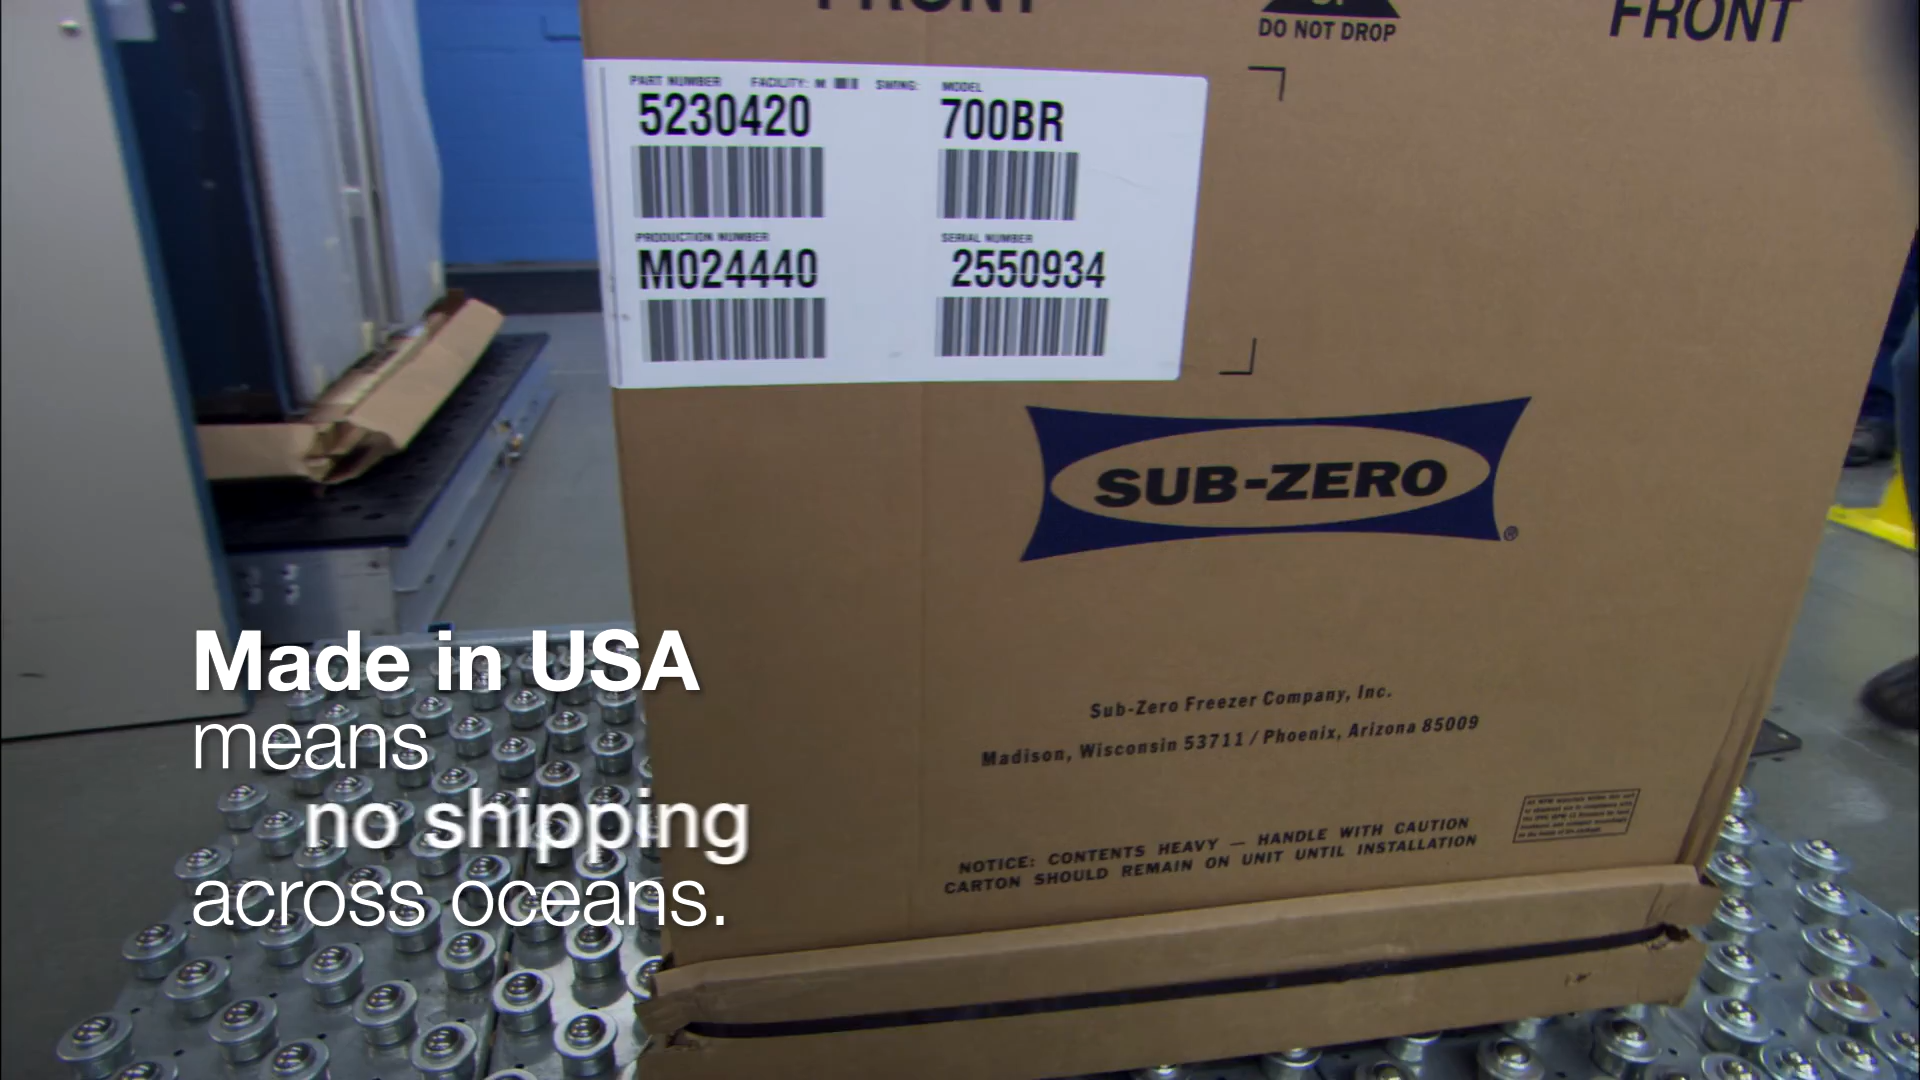 FRONT
DO NOT DROP
FRONT
PART NUMBER FACILITY: M SWING: MODEL
5230420 700BR
PRODUCTION NUMBER SERIAL NUMBER
M024440 2550934
SUB-ZERO®
Made in USA
means
no shipping
across oceans.
Sub-Zero Freezer Company, Inc.
Madison, Wisconsin 53711 / Phoenix, Arizona 85009
NOTICE: CONTENTS HEAVY — HANDLE WITH CAUTION
CARTON SHOULD REMAIN ON UNIT UNTIL INSTALLATION